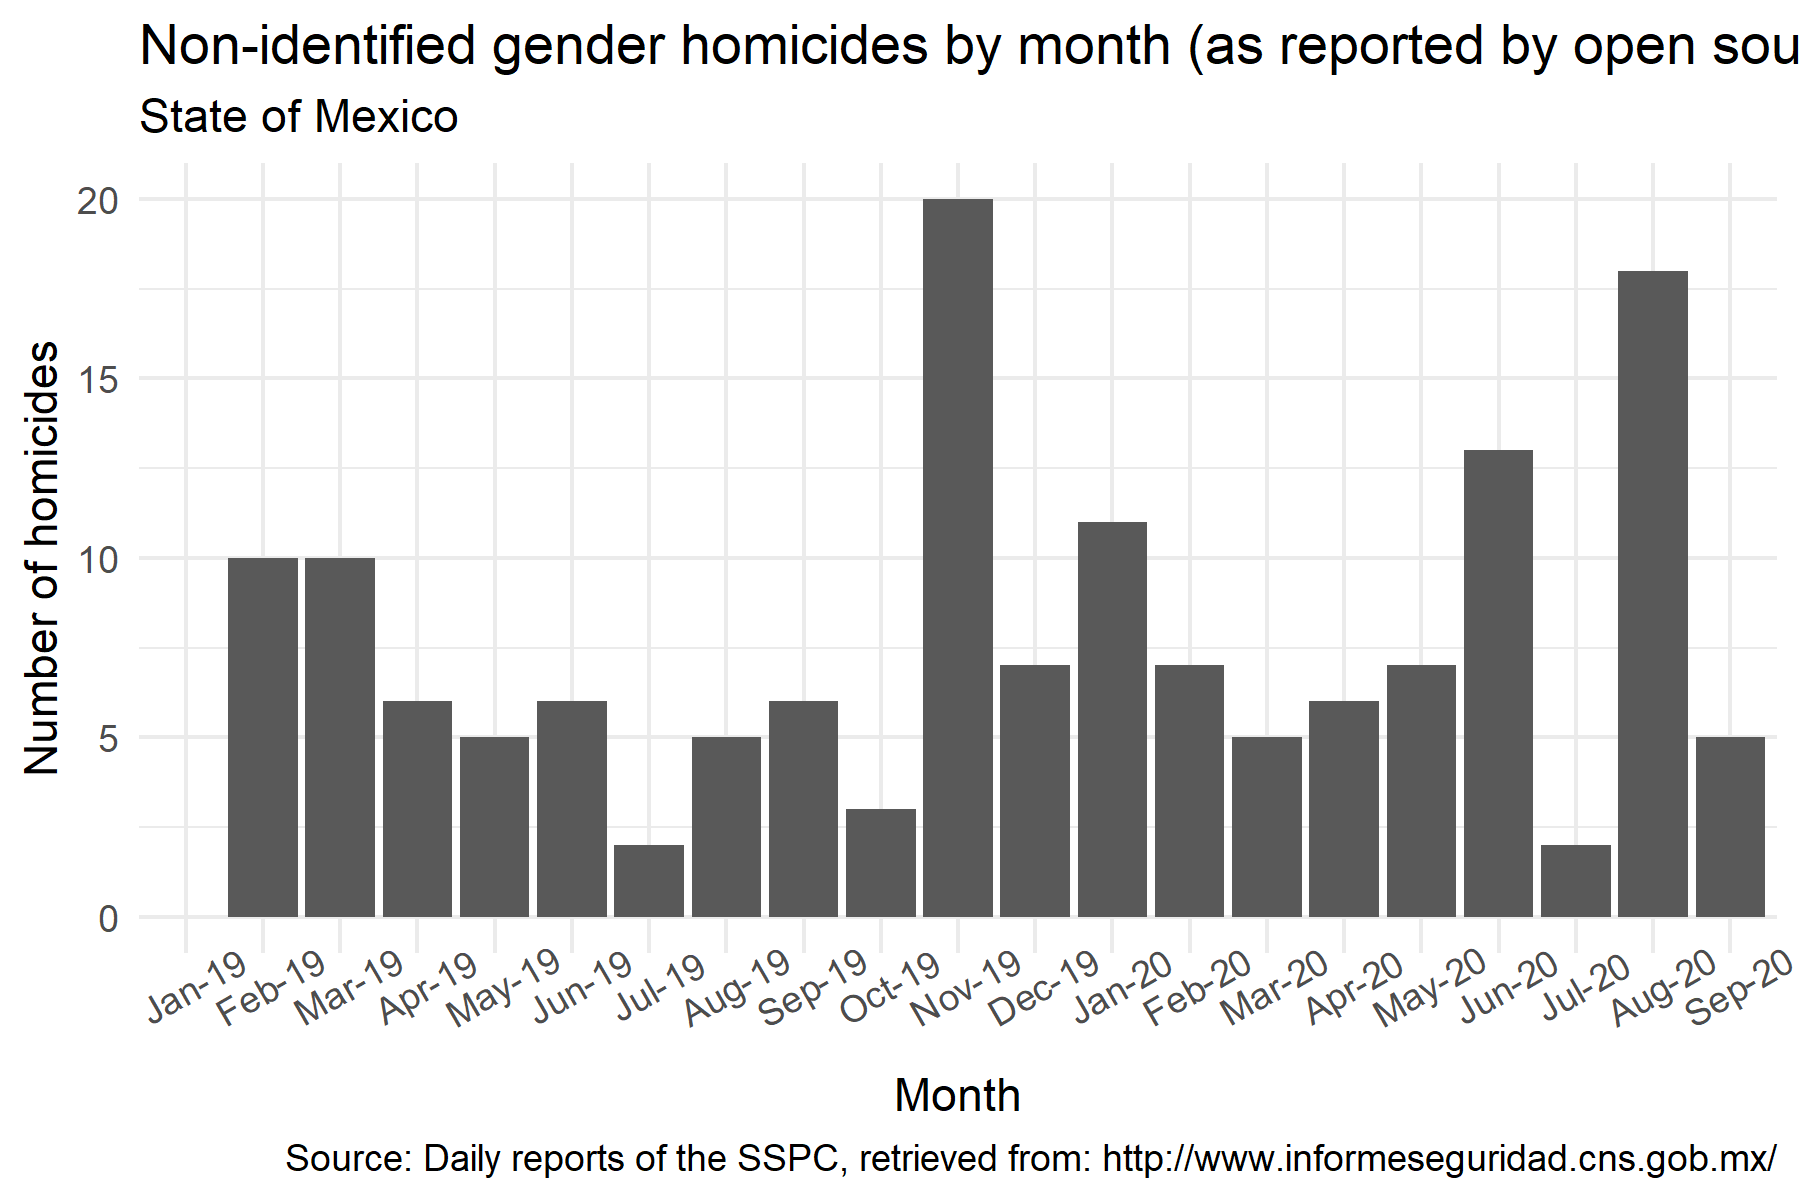 Non-identified gender homicides by month (as reported by open sou
State of Mexico
Number of homicides
20
15
10
5
0
Jan-19 Feb-19 Mar-19 Apr-19 May-19 Jun-19 Jul-19 Aug-19 Sep-19 Oct-19 Nov-19 Dec-19 Jan-20 Feb-20 Mar-20 Apr-20 May-20 Jun-20 Jul-20 Aug-20 Sep-20
Month
Source: Daily reports of the SSPC, retrieved from: http://www.informeseguridad.cns.gob.mx/